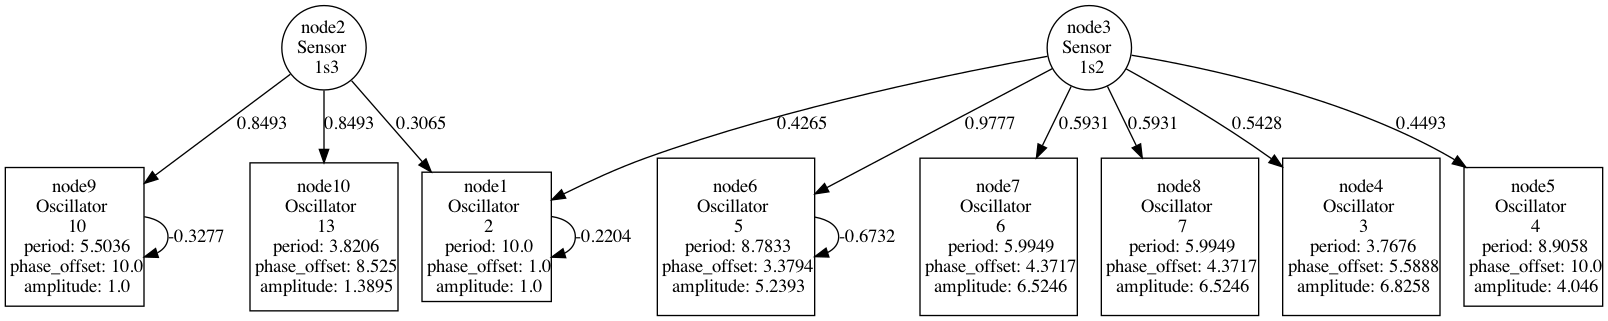 node2
Sensor
1s3
node3
Sensor
1s2
0.8493
0.8493
0.3065
0.4265
0.9777
0.5931
0.5931
0.5428
0.4493
node9
Oscillator
10
period: 5.5036
phase_offset: 10.0
amplitude: 1.0
-0.3277
node10
Oscillator
13
period: 3.8206
phase_offset: 8.525
amplitude: 1.3895
node1
Oscillator
2
period: 10.0
phase_offset: 1.0
amplitude: 1.0
-0.2204
node6
Oscillator
5
period: 8.7833
phase_offset: 3.3794
amplitude: 5.2393
-0.6732
node7
Oscillator
6
period: 5.9949
phase_offset: 4.3717
amplitude: 6.5246
node8
Oscillator
7
period: 5.9949
phase_offset: 4.3717
amplitude: 6.5246
node4
Oscillator
3
period: 3.7676
phase_offset: 5.5888
amplitude: 6.8258
node5
Oscillator
4
period: 8.9058
phase_offset: 10.0
amplitude: 4.046